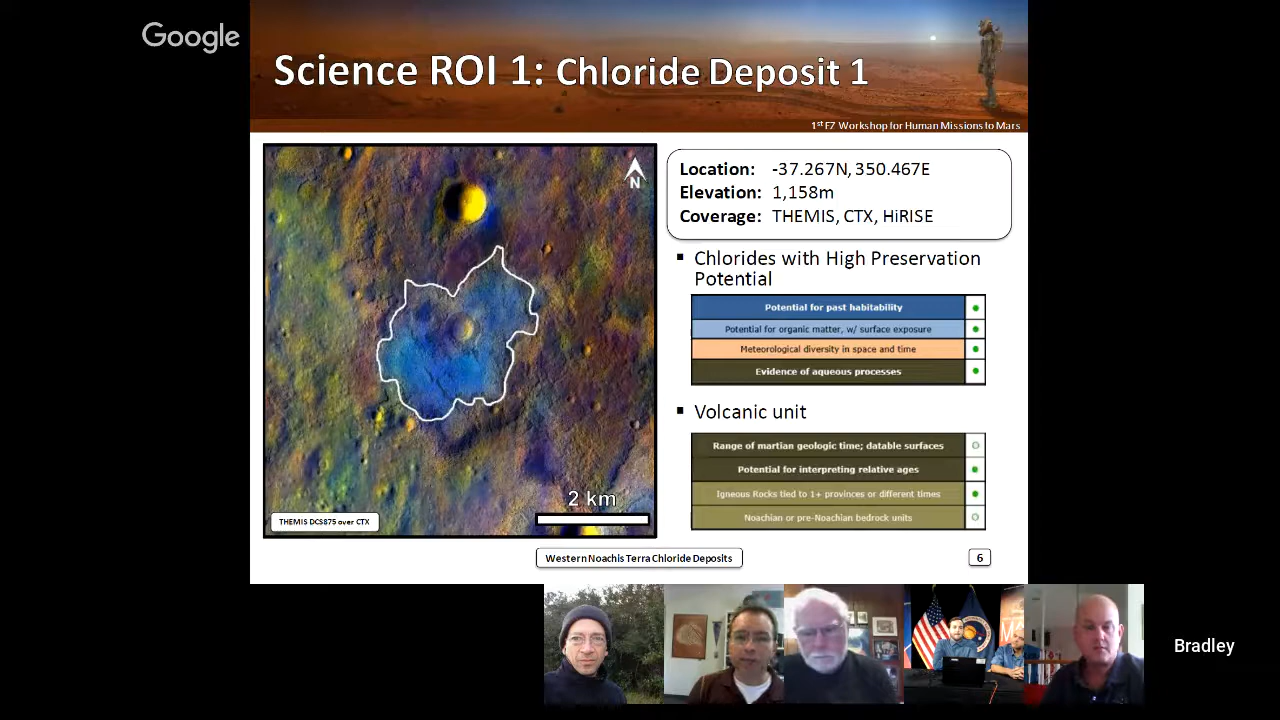 Google
Science ROI 1: Chloride Deposit 1
1st EZ Workshop for Human Missions to Mars
N
2 km
THEMIS DCS875 over CTX
Location: -37.267N, 350.467E
Elevation: 1,158m
Coverage: THEMIS, CTX, HiRISE
▪ Chlorides with High Preservation
Potential
Potential for past habitability
Potential for organic matter, w/ surface exposure
Meteorological diversity in space and time
Evidence of aqueous processes
▪ Volcanic unit
Range of martian geologic time; datable surfaces
Potential for interpreting relative ages
Igneous Rocks tied to 1+ provinces or different times
Noachian or pre-Noachian bedrock units
Western Noachis Terra Chloride Deposits
6
Bradley